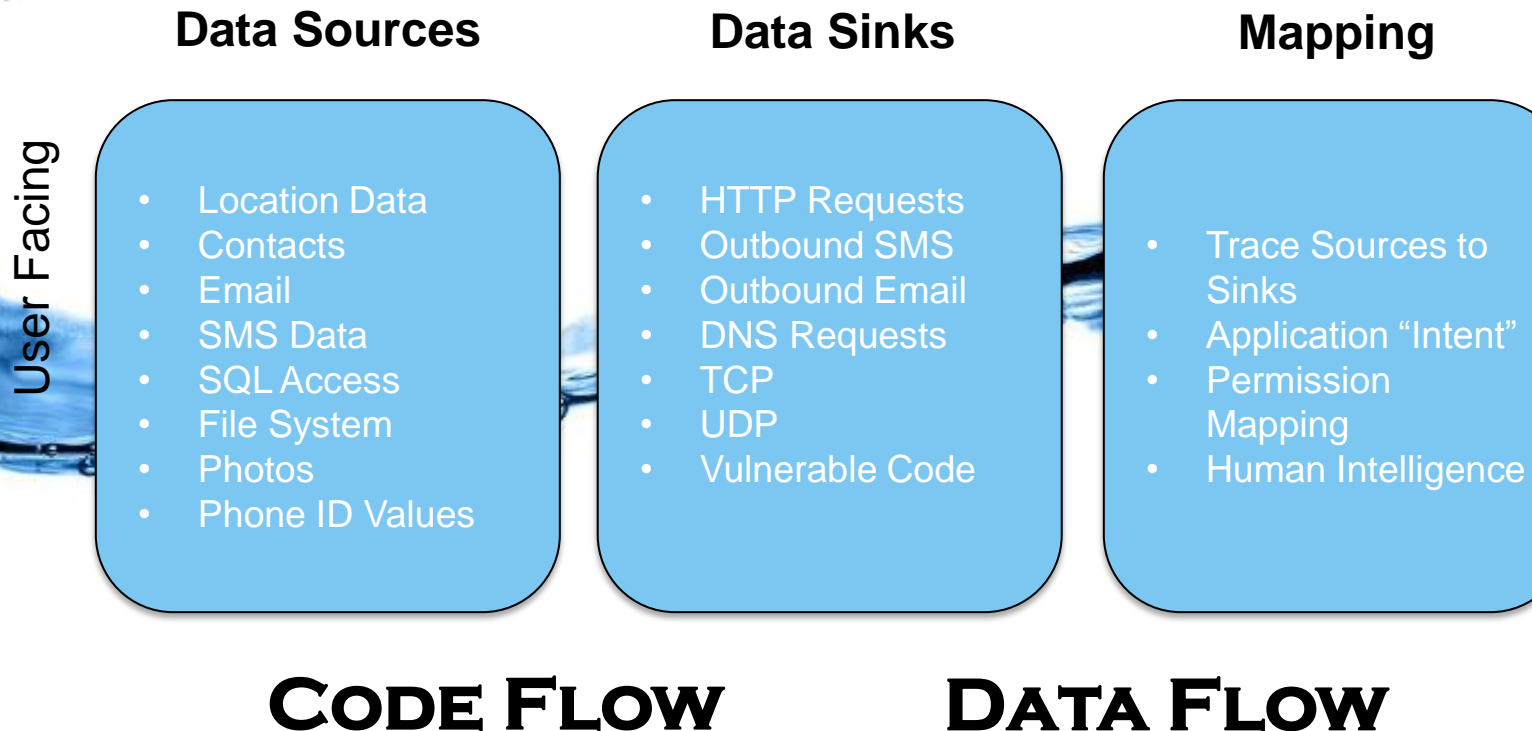 Data Sources
Data Sinks
Mapping
User Facing
• Location Data
• Contacts
• Email
• SMS Data
• SQL Access
• File System
• Photos
• Phone ID Values
• HTTP Requests
• Outbound SMS
• Outbound Email
• DNS Requests
• TCP
• UDP
• Vulnerable Code
• Trace Sources to
Sinks
• Application “Intent”
• Permission
Mapping
• Human Intelligence
CODE FLOW
DATA FLOW